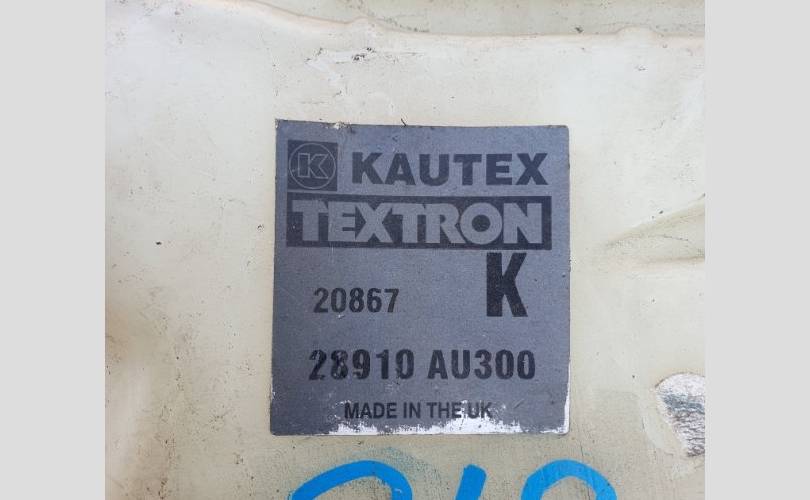 K KAUTEX
TEXTRON
K
20867
28910 AU300
MADE IN THE UK